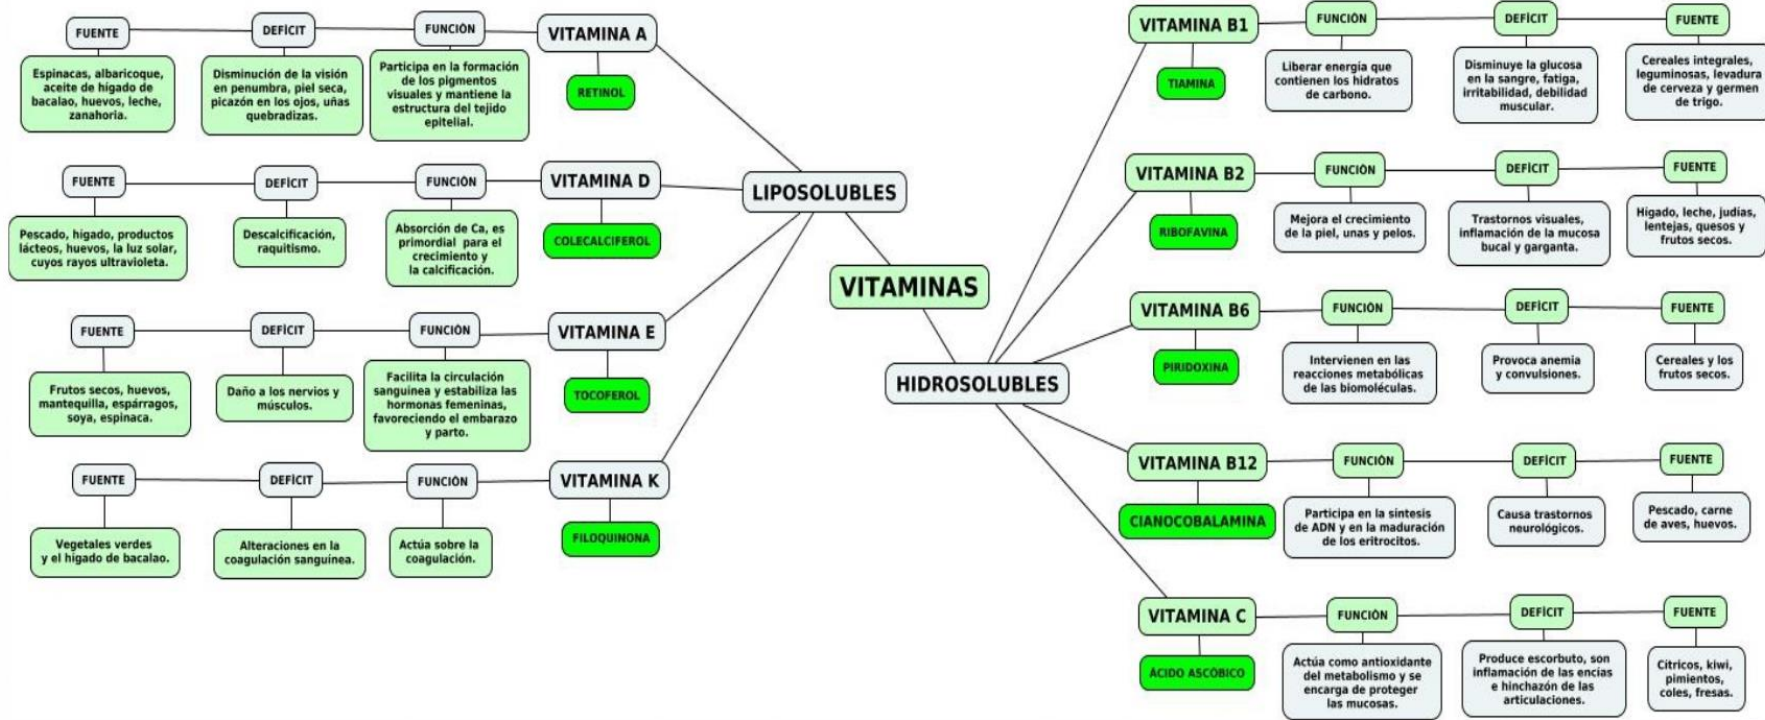 VITAMINAS
LIPOSOLUBLES
VITAMINA A
RETINOL
FUNCIÓN
Participa en la formación
de los pigmentos
visuales y mantiene la
estructura del tejido
epitelial.
DEFÍCIT
Disminución de la visión
en penumbra, piel seca,
picazón en los ojos, uñas
quebradizas.
FUENTE
Espinacas, albaricoque,
aceite de hígado de
bacalao, huevos, leche,
zanahoria.
VITAMINA D
COLECALCIFEROL
FUNCIÓN
Absorción de Ca, es
primordial para el
crecimiento y
la calcificación.
DEFÍCIT
Descalcificación,
raquitismo.
FUENTE
Pescado, hígado, productos
lácteos, huevos, la luz solar,
cuyos rayos ultravioleta.
VITAMINA E
TOCOFEROL
FUNCIÓN
Facilita la circulación
sanguínea y estabiliza las
hormonas femeninas,
favoreciendo el embarazo
y parto.
DEFÍCIT
Daño a los nervios y
músculos.
FUENTE
Frutos secos, huevos,
mantequilla, espárragos,
soya, espinaca.
VITAMINA K
FILOQUINONA
FUNCIÓN
Actúa sobre la
coagulación.
DEFÍCIT
Alteraciones en la
coagulación sanguínea.
FUENTE
Vegetales verdes
y el hígado de bacalao.
HIDROSOLUBLES
VITAMINA B1
TIAMINA
FUNCIÓN
Liberar energía que
contienen los hidratos
de carbono.
DEFÍCIT
Disminuye la glucosa
en la sangre, fatiga,
irritabilidad, debilidad
muscular.
FUENTE
Cereales integrales,
leguminosas, levadura
de cerveza y germen
de trigo.
VITAMINA B2
RIBOFAVINA
FUNCIÓN
Mejora el crecimiento
de la piel, unas y pelos.
DEFÍCIT
Trastornos visuales,
inflamación de la mucosa
bucal y garganta.
FUENTE
Hígado, leche, judías,
lentejas, quesos y
frutos secos.
VITAMINA B6
PIRIDOXINA
FUNCIÓN
Intervienen en las
reacciones metabólicas
de las biomoléculas.
DEFÍCIT
Provoca anemia
y convulsiones.
FUENTE
Cereales y los
frutos secos.
VITAMINA B12
CIANOCOBALAMINA
FUNCIÓN
Participa en la síntesis
de ADN y en la maduración
de los eritrocitos.
DEFÍCIT
Causa trastornos
neurológicos.
FUENTE
Pescado, carne
de aves, huevos.
VITAMINA C
ÁCIDO ASCÓBICO
FUNCIÓN
Actúa como antioxidante
del metabolismo y se
encarga de proteger
las mucosas.
DEFÍCIT
Produce escorbuto, son
inflamación de las encías
e hinchazón de las
articulaciones.
FUENTE
Cítricos, kiwi,
pimientos,
coles, fresas.